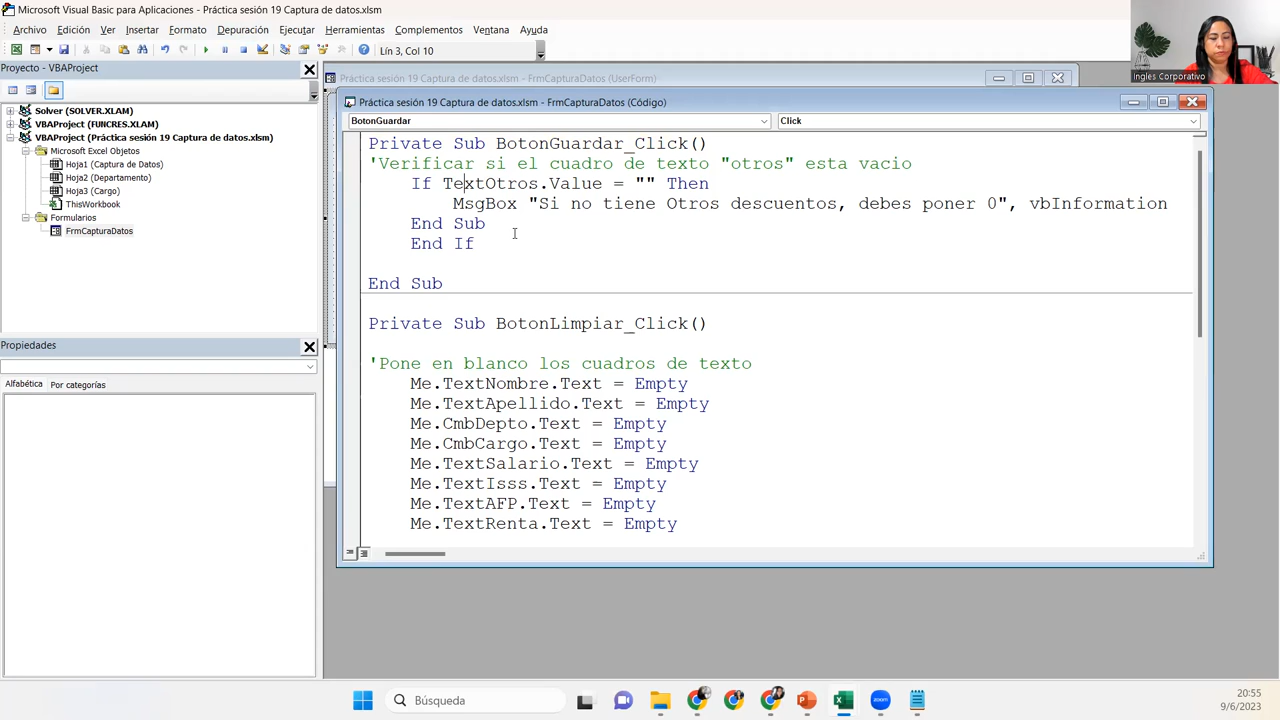 Microsoft Visual Basic para Aplicaciones - Práctica sesión 19 Captura de datos.xlsm
Archivo Edición Ver Insertar Formato Depuración Ejecutar Herramientas Complementos Ventana Ayuda
Lín 3, Col 10
Ingles Corporativo
Proyecto - VBAProject
Solver (SOLVER.XLAM)
VBAProject (FUNCRES.XLAM)
VBAProject (Práctica sesión 19 Captura de datos.xlsm)
Microsoft Excel Objetos
Hoja1 (Captura de Datos)
Hoja2 (Departamento)
Hoja3 (Cargo)
ThisWorkbook
Formularios
FrmCapturaDatos
Propiedades
Alfabética Por categorías
Práctica sesión 19 Captura de datos.xlsm - FrmCapturaDatos (UserForm)
Práctica sesión 19 Captura de datos.xlsm - FrmCapturaDatos (Código)
BotonGuardar Click
Private Sub BotonGuardar_Click()
'Verificar si el cuadro de texto "otros" esta vacio
If TextOtros.Value = "" Then
MsgBox "Si no tiene Otros descuentos, debes poner 0", vbInformation
End Sub
End If
End Sub
Private Sub BotonLimpiar_Click()
'Pone en blanco los cuadros de texto
Me.TextNombre.Text = Empty
Me.TextApellido.Text = Empty
Me.CmbDepto.Text = Empty
Me.CmbCargo.Text = Empty
Me.TextSalario.Text = Empty
Me.TextIsss.Text = Empty
Me.TextAFP.Text = Empty
Me.TextRenta.Text = Empty
Búsqueda
20:55
9/6/2023